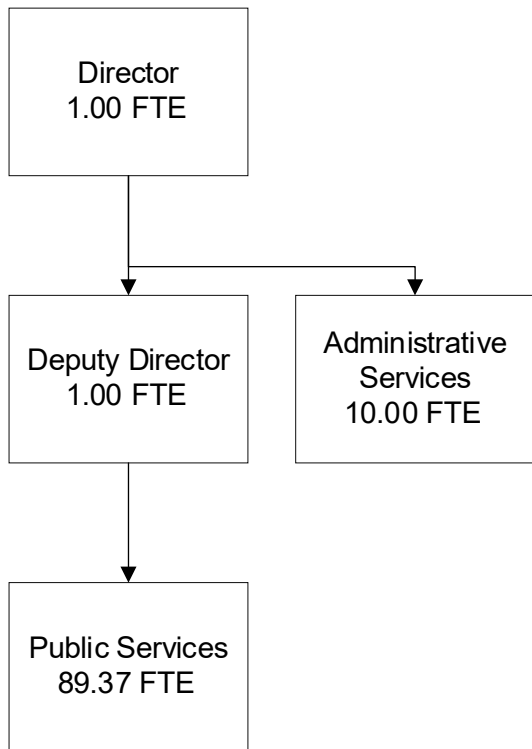 Director
1.00 FTE
Deputy Director
1.00 FTE
Administrative
Services
10.00 FTE
Public Services
89.37 FTE